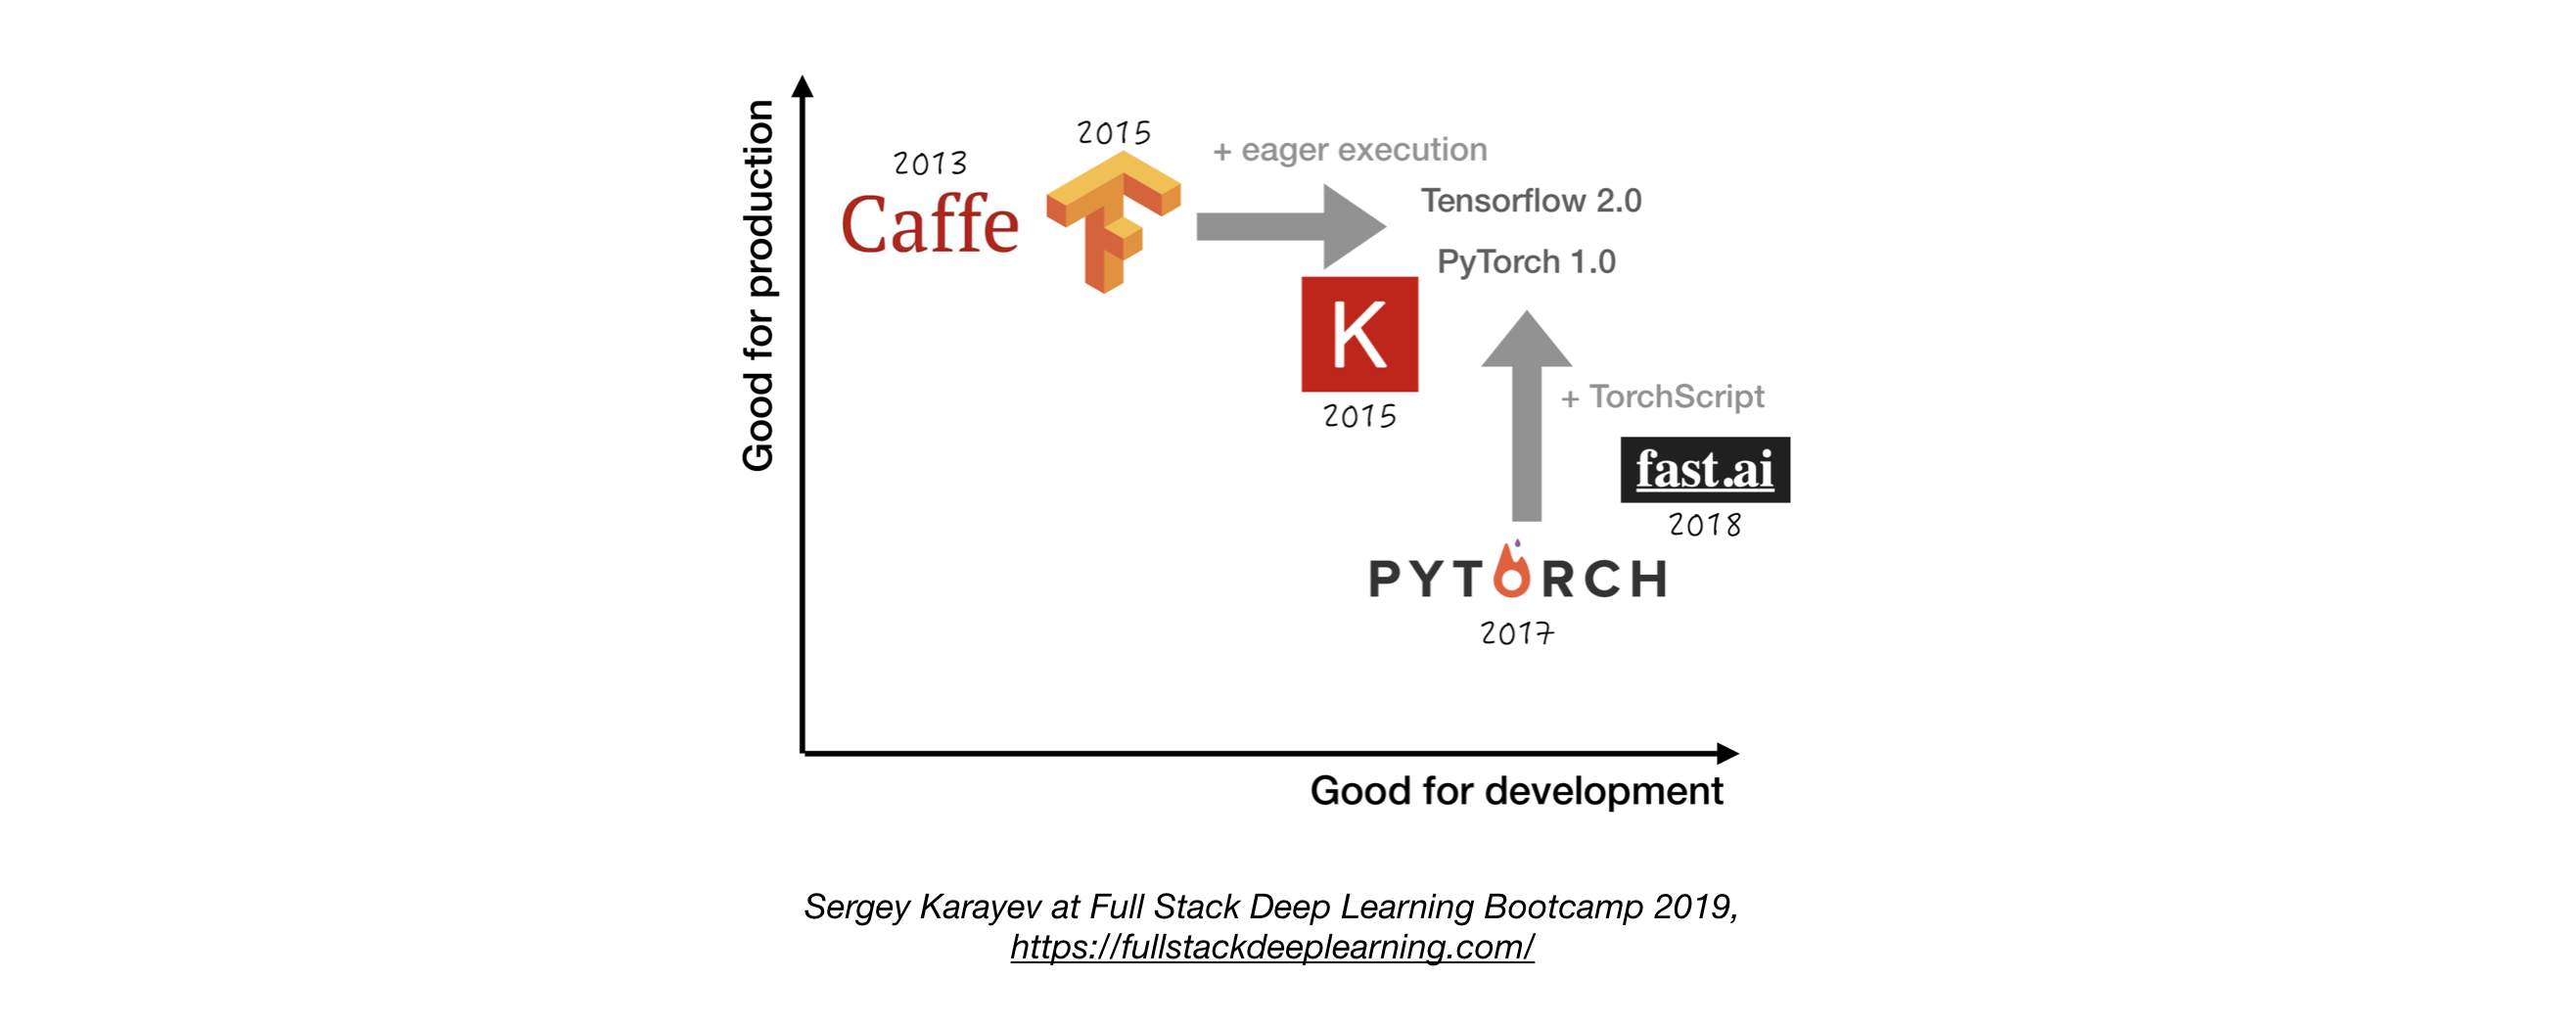 Good for production
2013
Caffe
2015
+ eager execution
Tensorflow 2.0
PyTorch 1.0
K
2015
+ TorchScript
fast.ai
2018
PYTORCH
2017
Good for development
Sergey Karayev at Full Stack Deep Learning Bootcamp 2019,
https://fullstackdeeplearning.com/